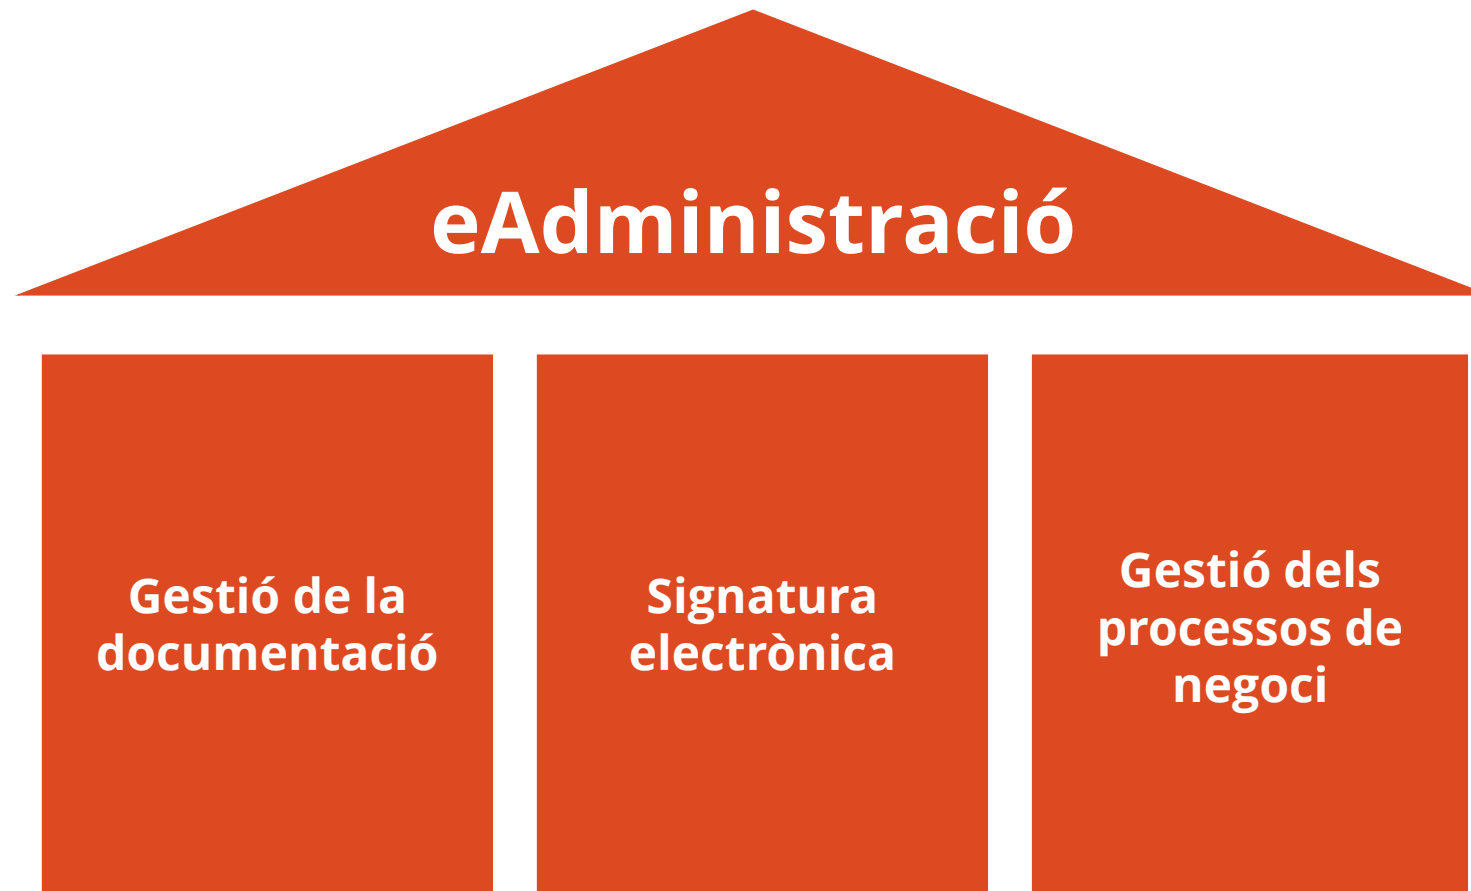 eAdministració
Gestió de la
documentació
Signatura
electrònica
Gestió dels
processos de
negoci